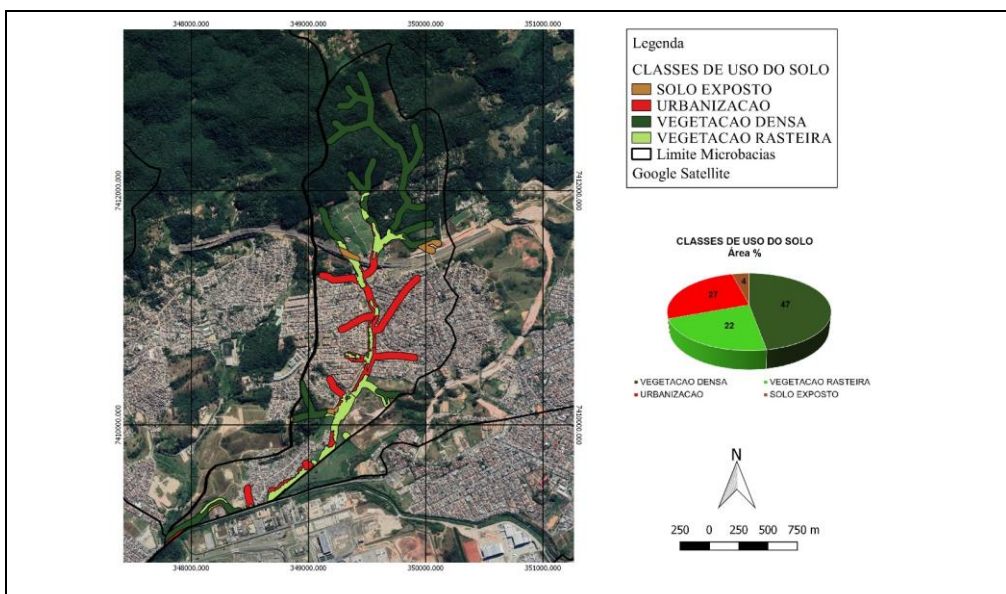 348000.000 349000.000 350000.000 351000.000
7412000.000 7412000.000
7410000.000 7410000.000
348000.000 349000.000 350000.000 351000.000
Legenda
CLASSES DE USO DO SOLO
SOLO EXPOSTO
URBANIZACAO
VEGETACAO DENSA
VEGETACAO RASTEIRA
Limite Microbacias
Google Satellite
CLASSES DE USO DO SOLO
Área %
4
27 47
22
VEGETACAO DENSA VEGETACAO RASTEIRA
URBANIZACAO SOLO EXPOSTO
N
250 0 250 500 750 m